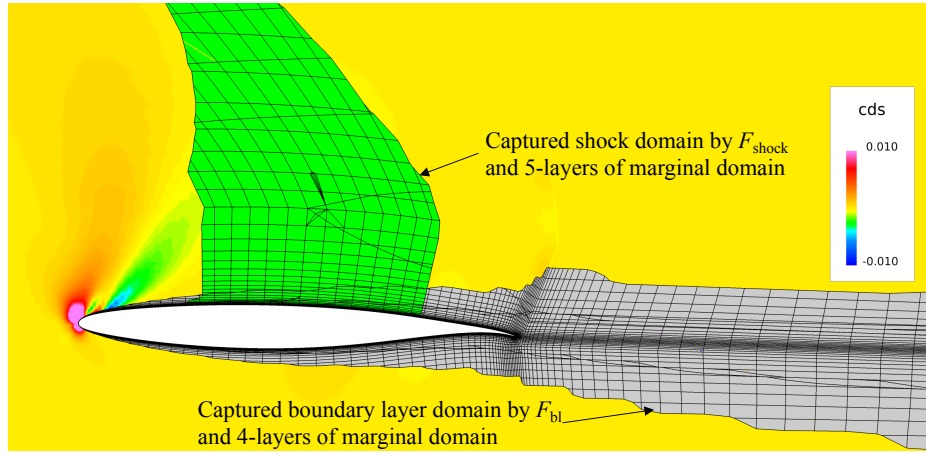 cds
0.010
-0.010
Captured shock domain by Fshock
and 5-layers of marginal domain
Captured boundary layer domain by Fbl
and 4-layers of marginal domain